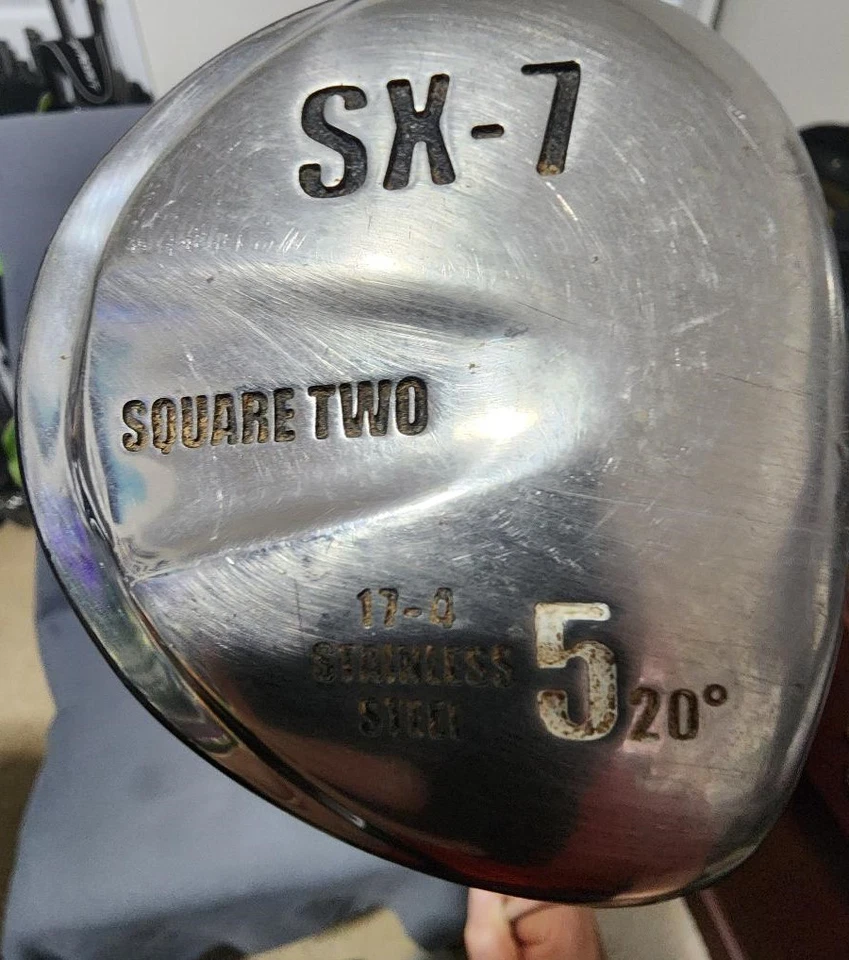 SX-7
SQUARE TWO
17-4
STAINLESS
STEEL
5 20°